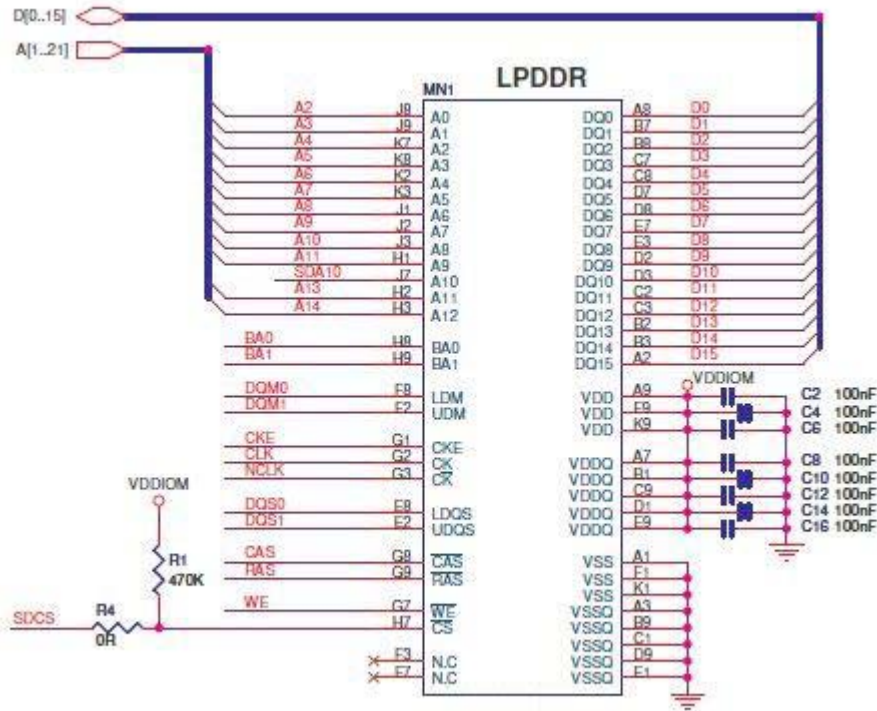 D[0..15]
A[1..21]
LPDDR
MN1
A2 J8 A0 DQ0 A8 D0
A3 J9 A1 DQ1 B7 D1
A4 K7 A2 DQ2 B8 D2
A5 K8 A3 DQ3 C7 D3
A6 K2 A4 DQ4 C8 D4
A7 K3 A5 DQ5 D7 D5
A8 J1 A6 DQ6 D8 D6
A9 J2 A7 DQ7 E7 D7
A10 J3 A8 DQ8 E3 D8
A11 H1 A9 DQ9 D2 D9
SDA10 J7 A10 DQ10 D3 D10
A13 H2 A11 DQ11 C2 D11
A14 H3 A12 DQ12 C3 D12
DQ13 B2 D13
BA0 H8 BA0 DQ14 B3 D14
BA1 H9 BA1 DQ15 A2 D15
VDDIOM
DQM0 F8 LDM VDD A9 C2 100nF
DQM1 F2 UDM VDD F9 C4 100nF
VDD K9 C6 100nF
CKE G1 CKE
CLK G2 CK VDDQ A7 C8 100nF
NCLK G3 CK VDDQ B1 C10 100nF
VDDIOM
VDDQ C9 C12 100nF
DQS0 E8 LDQS VDDQ D1 C14 100nF
DQS1 E2 UDQS VDDQ E9 C16 100nF
CAS G8 CAS VSS A1
RAS G9 RAS VSS F1
R1
470K
VSS K1
WE G7 WE VSSQ A3
SDCS R4 0R H7 CS VSSQ B9
VSSQ C1
F3 N.C VSSQ D9
F7 N.C VSSQ E1